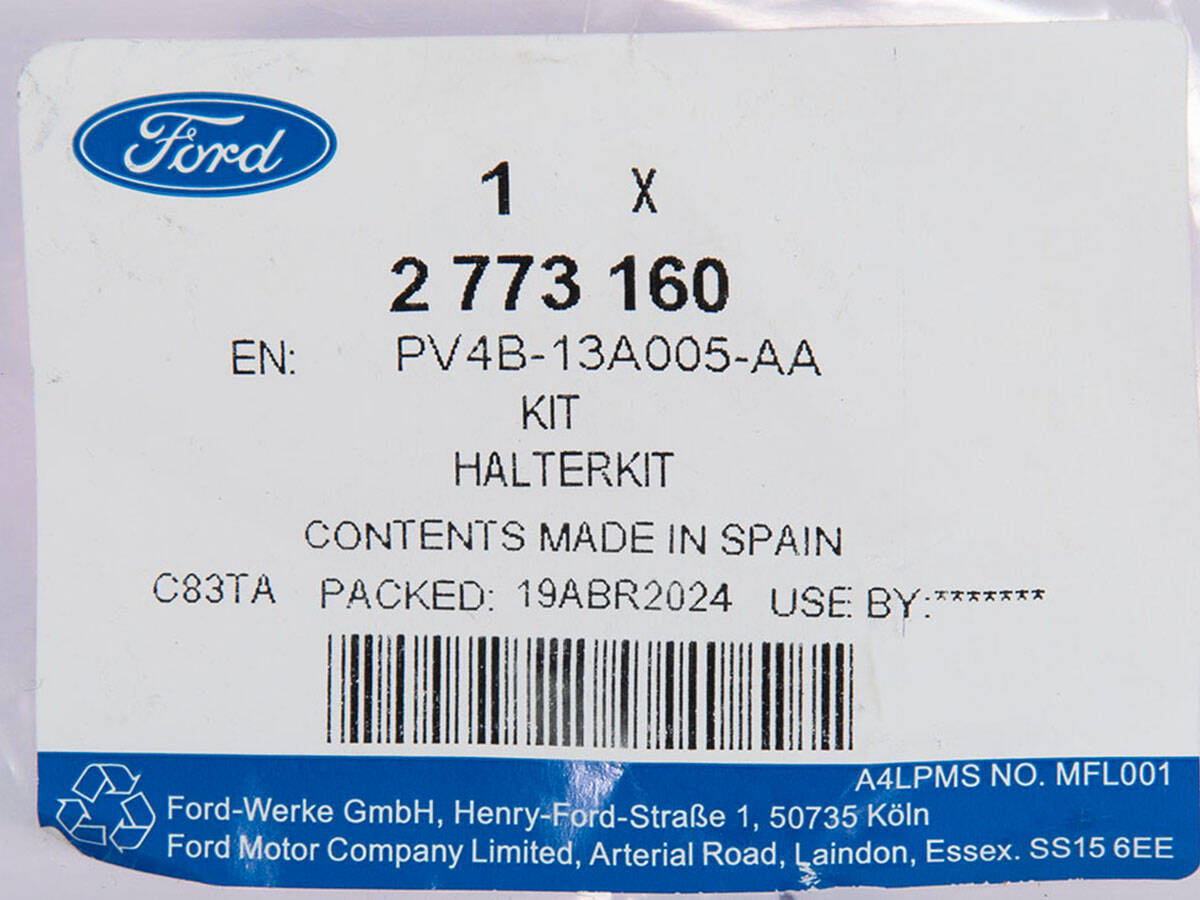 Ford
1 X
2 773 160
EN: PV4B-13A005-AA
KIT
HALTERKIT
CONTENTS MADE IN SPAIN
C83TA PACKED: 19ABR2024 USE BY:*******
A4LPMS NO. MFL001
Ford-Werke GmbH, Henry-Ford-Straße 1, 50735 Köln
Ford Motor Company Limited, Arterial Road, Laindon, Essex. SS15 6EE